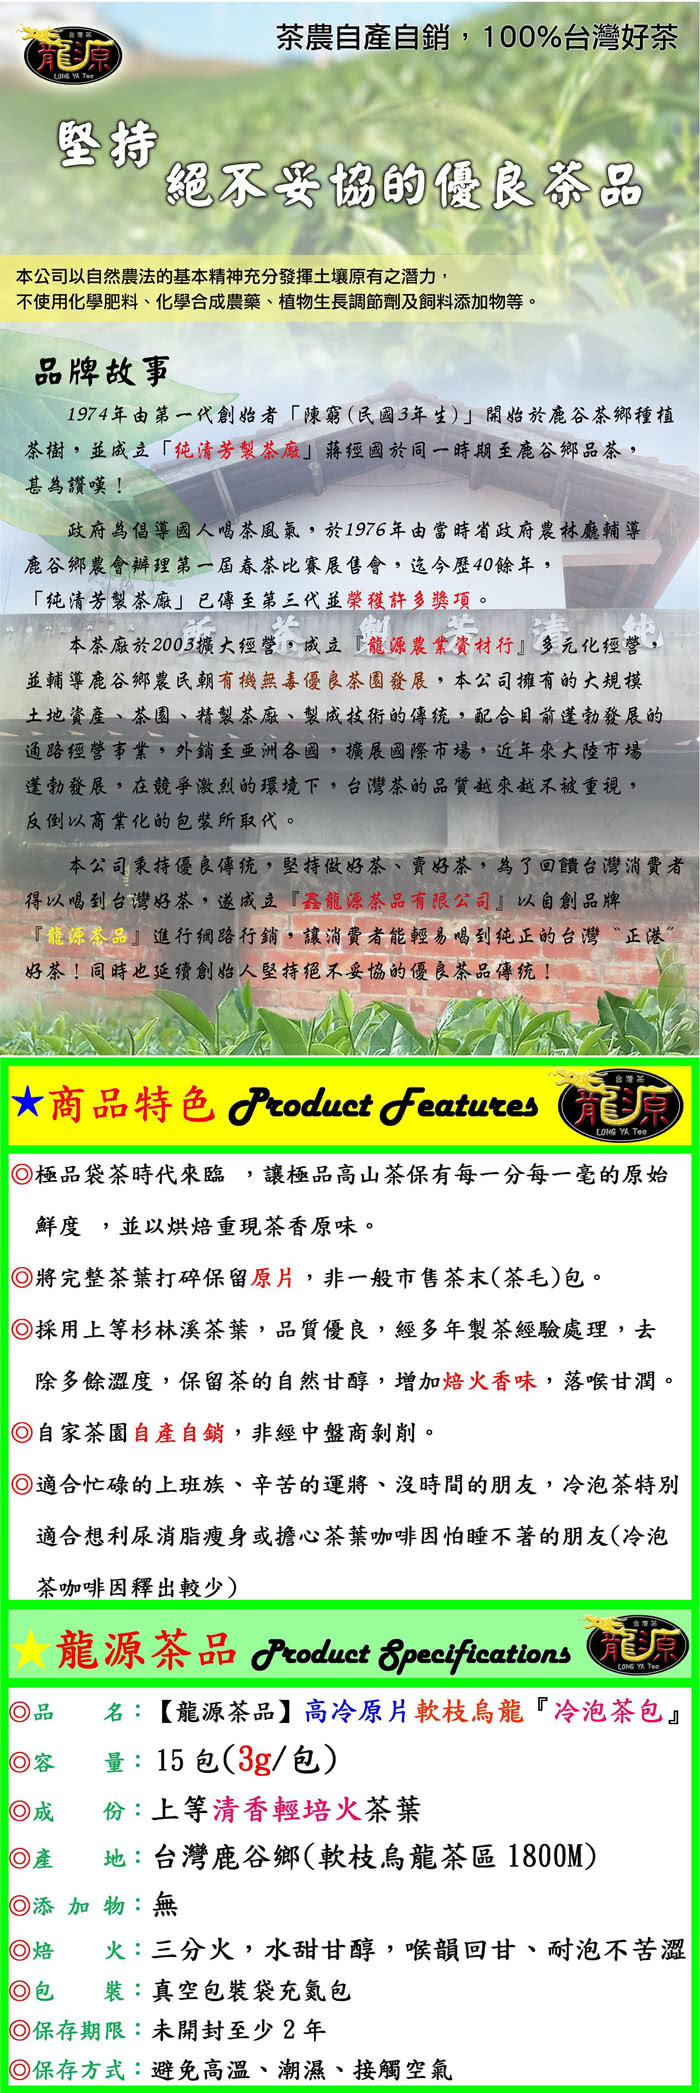 台灣茶
龍源
LONG YA Tea
茶農自產自銷，100%台灣好茶
堅持
絕不妥協的優良茶品
本公司以自然農法的基本精神充分發揮土壤原有之潛力，
不使用化學肥料、化學合成農藥、植物生長調節劑及飼料添加物等。
品牌故事
1974年由第一代創始者「陳窮(民國3年生)」開始於鹿谷茶鄉種植
茶樹，並成立「純清芳製茶廠」蔣經國於同一時期至鹿谷鄉品茶，
甚為讚嘆！
政府為倡導國人喝茶風氣，於1976年由當時省政府農林廳輔導
鹿谷鄉農會辦理第一屆春茶比賽展售會，迄今歷40餘年，
「純清芳製茶廠」已傳至第三代並榮獲許多獎項。
所茶製芳清純
本茶廠於2003擴大經營，成立『龍源農業資材行』多元化經營，
並輔導鹿谷鄉農民朝有機無毒優良茶園發展，本公司擁有的大規模
土地資產、茶園、精製茶廠、製成技術的傳統，配合目前蓬勃發展的
通路經營事業，外銷至亞洲各國，擴展國際市場，近年來大陸市場
蓬勃發展，在競爭激烈的環境下，台灣茶的品質越來越不被重視，
反倒以商業化的包裝所取代。
本公司秉持優良傳統，堅持做好茶、賣好茶，為了回饋台灣消費者
得以喝到台灣好茶，遂成立『鑫龍源茶品有限公司』以自創品牌
『龍源茶品』進行網路行銷，讓消費者能輕易喝到純正的台灣〝正港〞
好茶！同時也延續創始人堅持絕不妥協的優良茶品傳統！
★商品特色 Product Features
台灣茶
龍源
LONG YA Tea
◎極品袋茶時代來臨 ，讓極品高山茶保有每一分每一毫的原始
鮮度 ，並以烘焙重現茶香原味。
◎將完整茶葉打碎保留原片，非一般市售茶末(茶毛)包。
◎採用上等杉林溪茶葉，品質優良，經多年製茶經驗處理，去
除多餘澀度，保留茶的自然甘醇，增加焙火香味，落喉甘潤。
◎自家茶園自產自銷，非經中盤商剝削。
◎適合忙碌的上班族、辛苦的運將、沒時間的朋友，冷泡茶特別
適合想利尿消脂瘦身或擔心茶葉咖啡因怕睡不著的朋友(冷泡
茶咖啡因釋出較少)
★龍源茶品 Product Specifications
台灣茶
龍源
LONG YA Tea
◎品 名：【龍源茶品】高冷原片軟枝烏龍『冷泡茶包』
◎容 量：15包(3g/包)
◎成 份：上等清香輕培火茶葉
◎產 地：台灣鹿谷鄉(軟枝烏龍茶區 1800M)
◎添 加 物：無
◎焙 火：三分火，水甜甘醇，喉韻回甘、耐泡不苦澀
◎包 裝：真空包裝袋充氮包
◎保存期限：未開封至少 2 年
◎保存方式：避免高溫、潮濕、接觸空氣